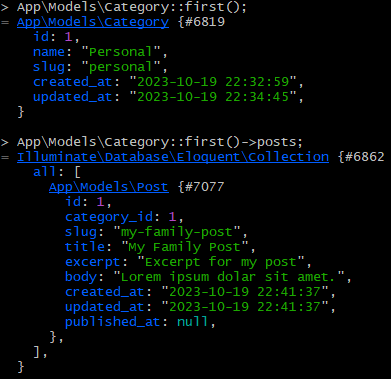 > App\Models\Category::first();
= App\Models\Category {#6819
id: 1,
name: "Personal",
slug: "personal",
created_at: "2023-10-19 22:32:59",
updated_at: "2023-10-19 22:34:45",
}
> App\Models\Category::first()->posts;
= Illuminate\Database\Eloquent\Collection {#6862
all: [
App\Models\Post {#7077
id: 1,
category_id: 1,
slug: "my-family-post",
title: "My Family Post",
excerpt: "Excerpt for my post",
body: "Lorem ipsum dolar sit amet.",
created_at: "2023-10-19 22:41:37",
updated_at: "2023-10-19 22:41:37",
published_at: null,
},
],
}